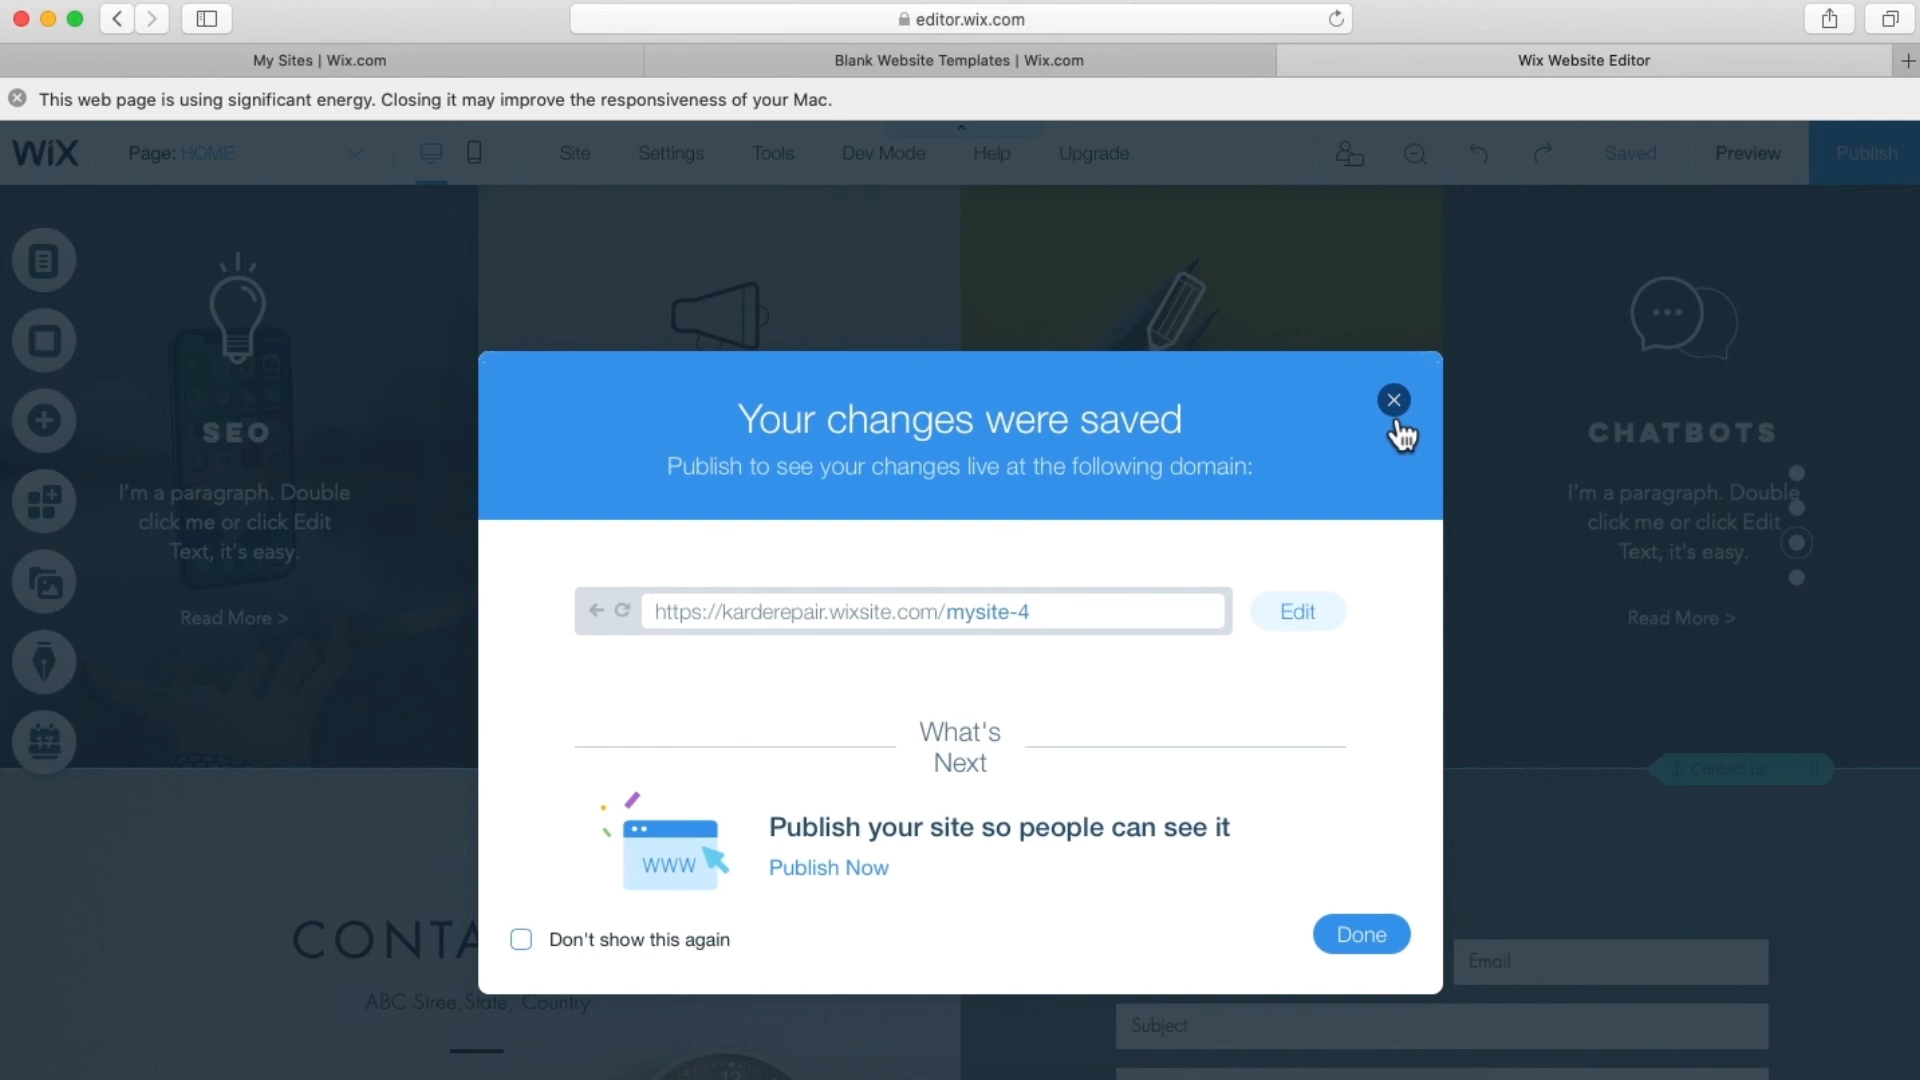 editor.wix.com
My Sites | Wix.com
Blank Website Templates | Wix.com
Wix Website Editor
This web page is using significant energy. Closing it may improve the responsiveness of your Mac.
WiX
Page: HOME
Site
Settings
Tools
Dev Mode
Help
Upgrade
Saved
Preview
Publish
SEO
I'm a paragraph. Double
click me or click Edit
Text, it's easy.
Read More >
CHATBOTS
I'm a paragraph. Double
click me or click Edit
Text, it's easy.
Read More >
17
Your changes were saved
Publish to see your changes live at the following domain:
https://karderepair.wixsite.com/mysite-4
Edit
What's
Next
WWW
Publish your site so people can see it
Publish Now
Don't show this again
Done
Contact us
CONTA
ABC Stree, State, Country
Email
Subject
12